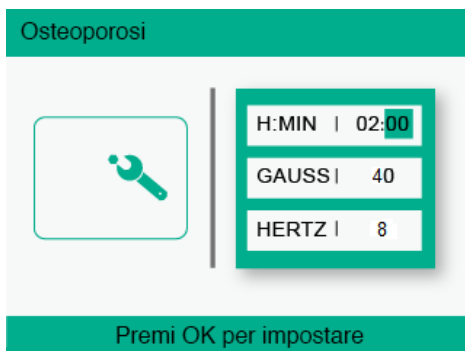 Osteoporosi
H:MIN | 02:00
GAUSS | 40
HERTZ | 8
Premi OK per impostare